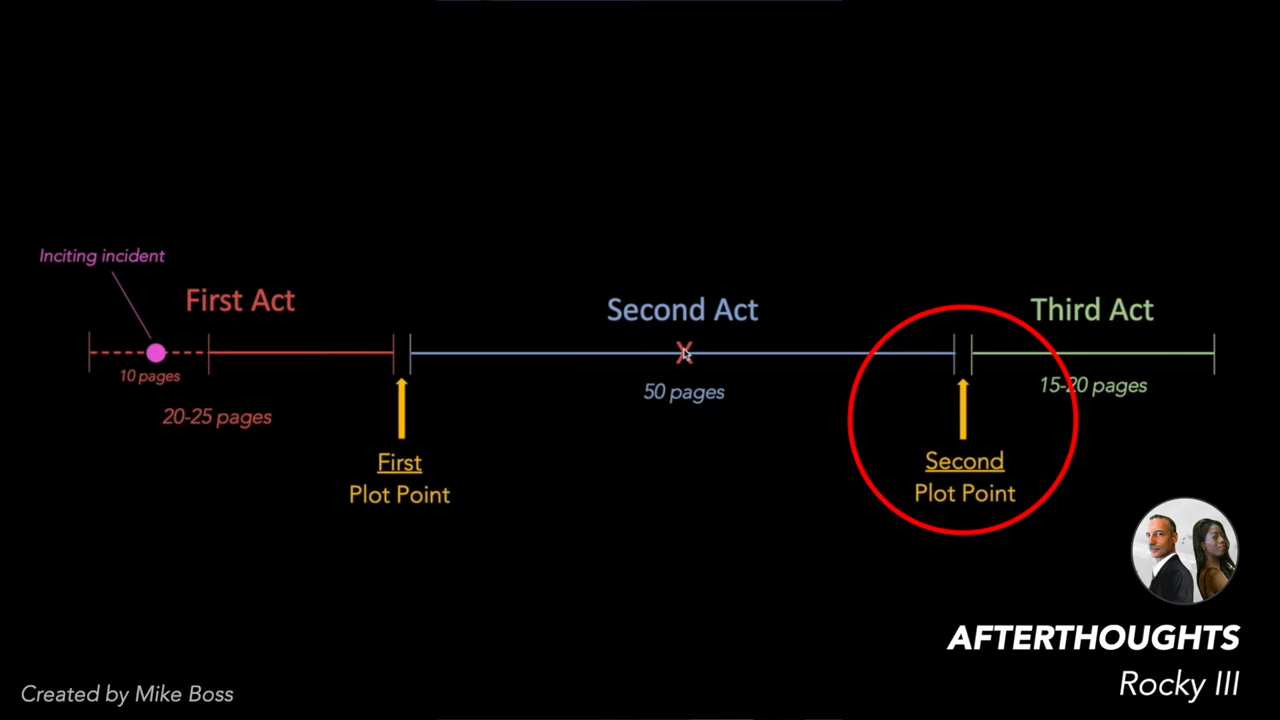 Inciting incident
First Act
Second Act
Third Act
10 pages
20-25 pages
X
50 pages
15-20 pages
First
Plot Point
Second
Plot Point
AFTERTHOUGHTS
Rocky III
Created by Mike Boss